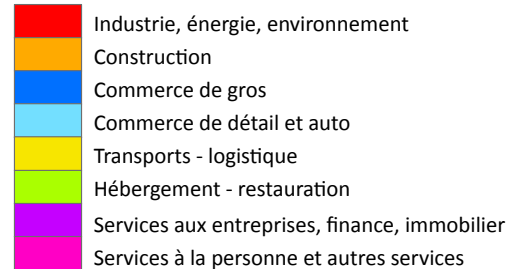 Industrie, énergie, environnement
Construction
Commerce de gros
Commerce de détail et auto
Transports - logistique
Hébergement - restauration
Services aux entreprises, finance, immobilier
Services à la personne et autres services